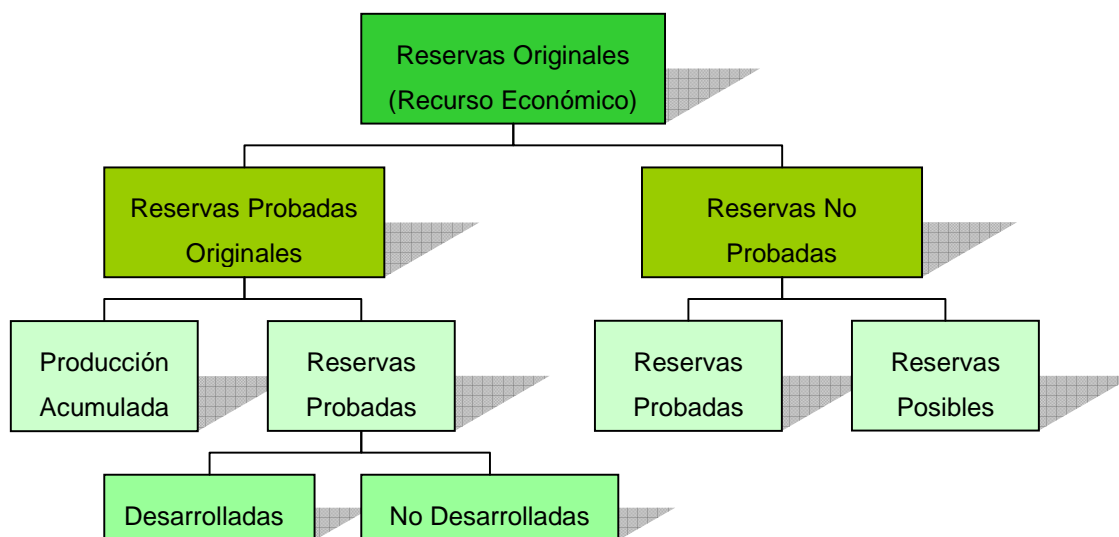 Reservas Originales
(Recurso Económico)
Reservas Probadas
Originales
Reservas No
Probadas
Producción
Acumulada
Reservas
Probadas
Reservas
Probadas
Reservas
Posibles
Desarrolladas
No Desarrolladas